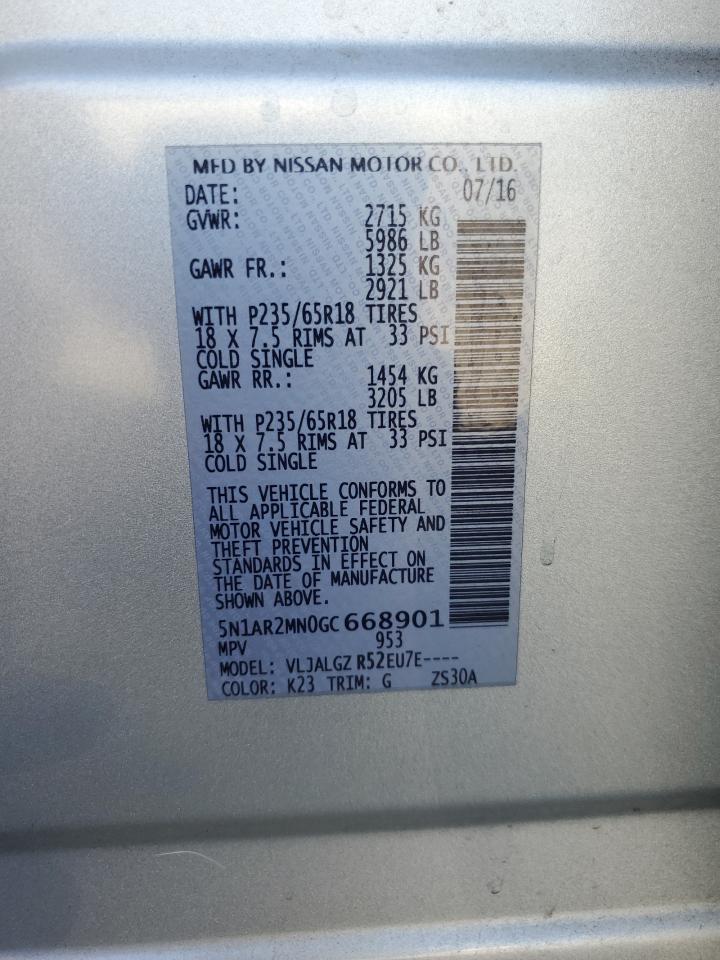 MFD BY NISSAN MOTOR CO., LTD.
DATE: 07/16
GVWR: 2715 KG
5986 LB
GAWR FR.: 1325 KG
2921 LB
WITH P235/65R18 TIRES
18 X 7.5 RIMS AT 33 PSI
COLD SINGLE
GAWR RR.: 1454 KG
3205 LB
WITH P235/65R18 TIRES
18 X 7.5 RIMS AT 33 PSI
COLD SINGLE
THIS VEHICLE CONFORMS TO
ALL APPLICABLE FEDERAL
MOTOR VEHICLE SAFETY AND
THEFT PREVENTION
STANDARDS IN EFFECT ON
THE DATE OF MANUFACTURE
SHOWN ABOVE.
5N1AR2MN0GC668901
MPV 953
MODEL: VLJALGZ R52EU7E----
COLOR: K23 TRIM: G ZS30A